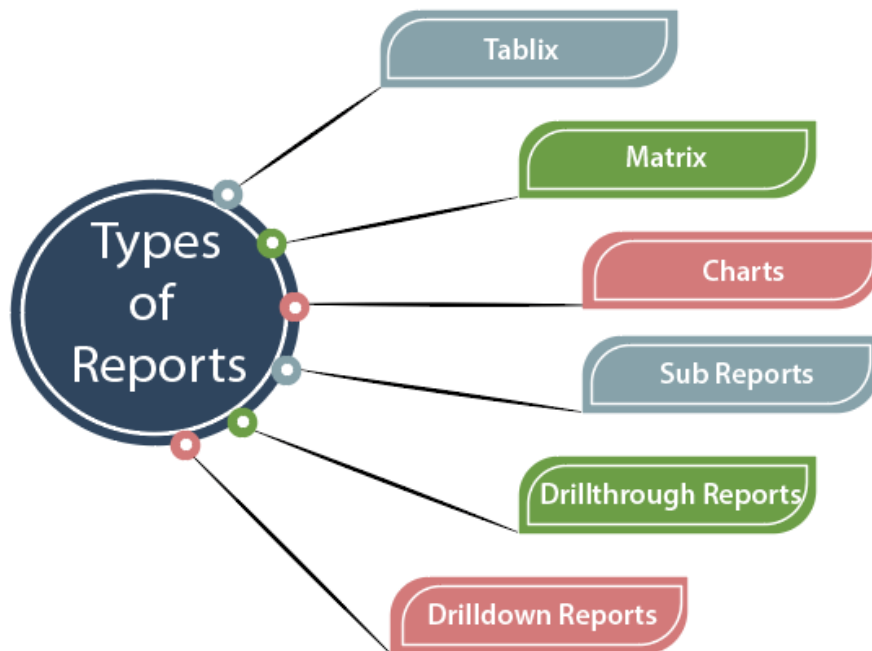 Types
of
Reports
Tablix
Matrix
Charts
Sub Reports
Drillthrough Reports
Drilldown Reports